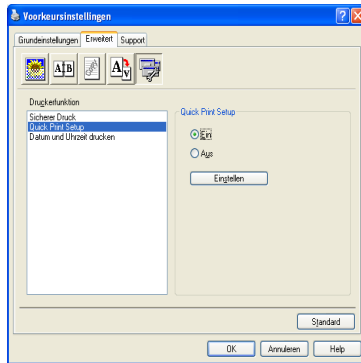 Voorkeursinstellingen
Grundeinstellungen Erweitert Support
A B A
Druckerfunktion
Sicherer Druck
Quick Print Setup
Datum und Uhrzeit drucken
Quick Print Setup
Ein
Aus
Einstellen
Standard
OK Annuleren Help